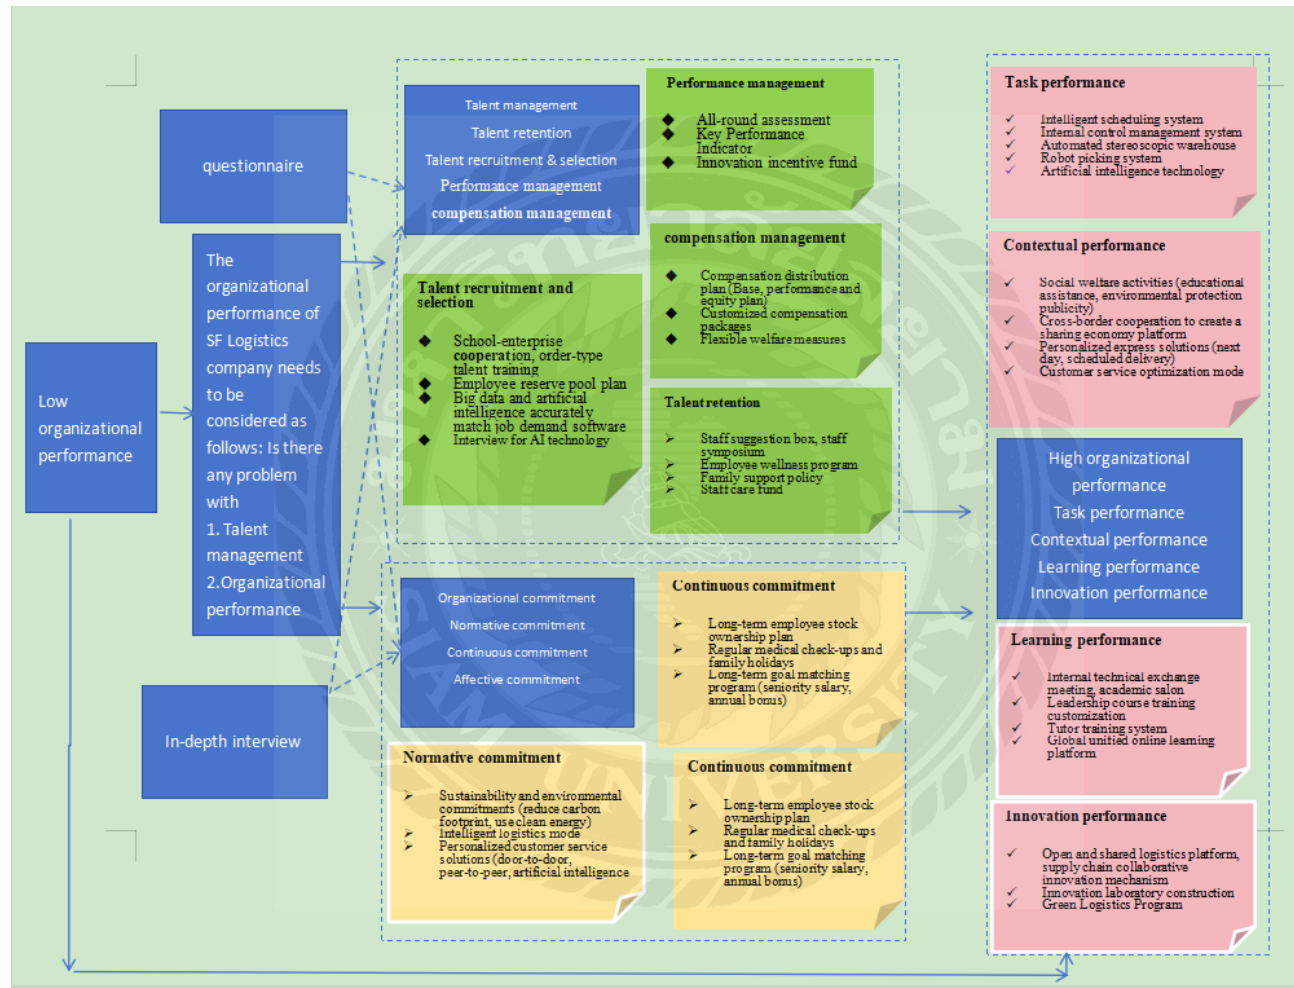 questionnaire
The
organizational
performance of
SF Logistics
company needs
to be
considered as
follows: Is there
any problem
with
1. Talent
management
2.Organizational
performance
Low
organizational
performance
In-depth interview
Talent management
Talent retention
Talent recruitment & selection
Performance management
compensation management
Performance management
◆ All-round assessment
◆ Key Performance
Indicator
◆ Innovation incentive fund
Talent recruitment and
selection
◆ School-enterprise
cooperation, order-type
talent training
◆ Employee reserve pool plan
◆ Big data and artificial
intelligence accurately
match job demand software
◆ Interview for AI technology
compensation management
◆ Compensation distribution
plan (Base, performance and
equity plan)
◆ Customized compensation
packages
◆ Flexible welfare measures
Talent retention
➢ Staff suggestion box, staff
symposium
➢ Employee wellness program
➢ Family support policy
➢ Staff care fund
Organizational commitment
Normative commitment
Continuous commitment
Affective commitment
Continuous commitment
➢ Long-term employee stock
ownership plan
➢ Regular medical check-ups and
family holidays
➢ Long-term goal matching
program (seniority salary,
annual bonus)
Normative commitment
➢ Sustainability and environmental
commitments (reduce carbon
footprint, use clean energy)
➢ Intelligent logistics mode
➢ Personalized customer service
solutions (door-to-door,
peer-to-peer, artificial intelligence
Continuous commitment
➢ Long-term employee stock
ownership plan
➢ Regular medical check-ups
and family holidays
➢ Long-term goal matching
program (seniority salary,
annual bonus)
Task performance
✓ Intelligent scheduling system
✓ Internal control management system
✓ Automated stereoscopic warehouse
✓ Robot picking system
✓ Artificial intelligence technology
Contextual performance
✓ Social welfare activities (educational
assistance, environmental protection
publicity)
✓ Cross-border cooperation to create a
sharing economy platform
✓ Personalized express solutions (next
day, scheduled delivery)
✓ Customer service optimization mode
High organizational
performance
Task performance
Contextual performance
Learning performance
Innovation performance
Learning performance
✓ Internal technical exchange
meeting, academic salon
✓ Leadership course training
customization
✓ Tutor training system
✓ Global unified online learning
platform
Innovation performance
✓ Open and shared logistics platform,
supply chain collaborative
innovation mechanism
✓ Innovation laboratory construction
✓ Green Logistics Program
SIAM UNIVERSITY